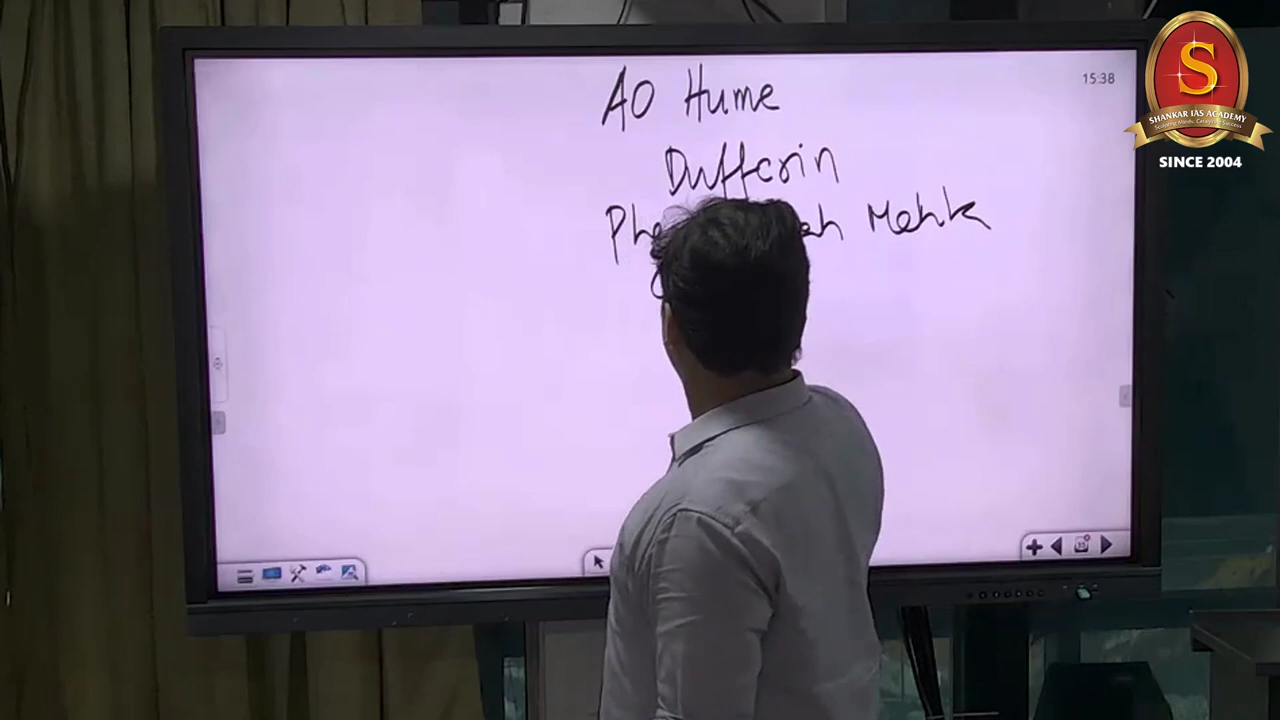 AO Hume
15:38
Dufferin
Mehta
S
SHANKAR IAS ACADEMY
SINCE 2004